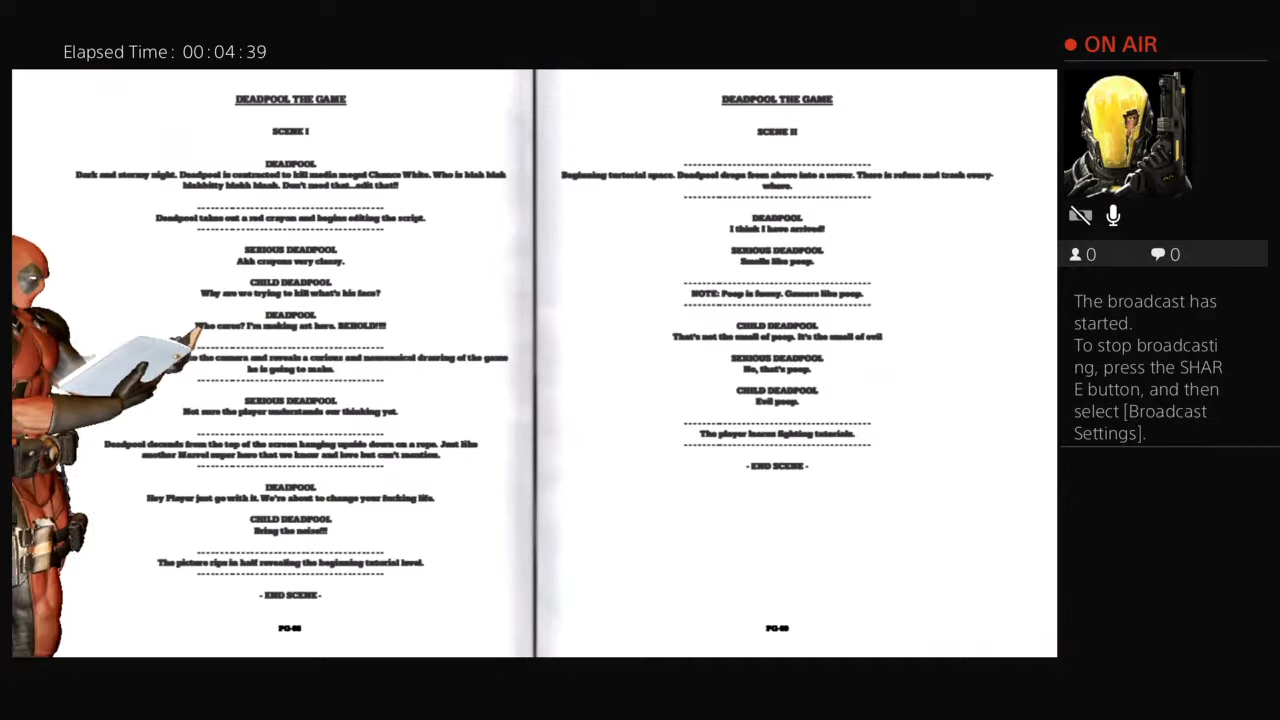 Elapsed Time: 00:04:39
DEADPOOL THE GAME
SCENE I
DEADPOOL
Dark and stormy night. Deadpool is contracted to kill media mogul Chance White. Who is blah blah
blahbitty blahh blaah. Don't need that...edit that!!
Deadpool takes out a red crayon and begins editing the script.
SERIOUS DEADPOOL
Ahh crayons very classy.
CHILD DEADPOOL
Why are we trying to kill what's his face?
DEADPOOL
Who cares? I'm making art here. BEHOLD!!!!
to the camera and reveals a curious and nonsensical drawing of the game
he is going to make.
SERIOUS DEADPOOL
Not sure the player understands our thinking yet.
Deadpool decends from the top of the screen hanging upside down on a rope. Just like
another Marvel super hero that we know and love but can't mention.
DEADPOOL
Hey Player just go with it. We're about to change your fucking life.
CHILD DEADPOOL
Bring the noise!!!
The picture rips in half revealing the beginning tutorial level.
- END SCENE -
PG-08
DEADPOOL THE GAME
SCENE II
Beginning turtorial space. Deadpool drops from above into a sewer. There is refuse and trash every-
where.
DEADPOOL
I think I have arrived!
SERIOUS DEADPOOL
Smells like poop.
NOTE: Poop is funny. Gamers like poop.
CHILD DEADPOOL
That's not the smell of poop. It's the smell of evil
SERIOUS DEADPOOL
No, that's poop.
CHILD DEADPOOL
Evil poop.
The player learns fighting tutorials.
- END SCENE -
PG-09
ON AIR
0 0
The broadcast has
started.
To stop broadcasti
ng, press the SHAR
E button, and then
select [Broadcast
Settings].